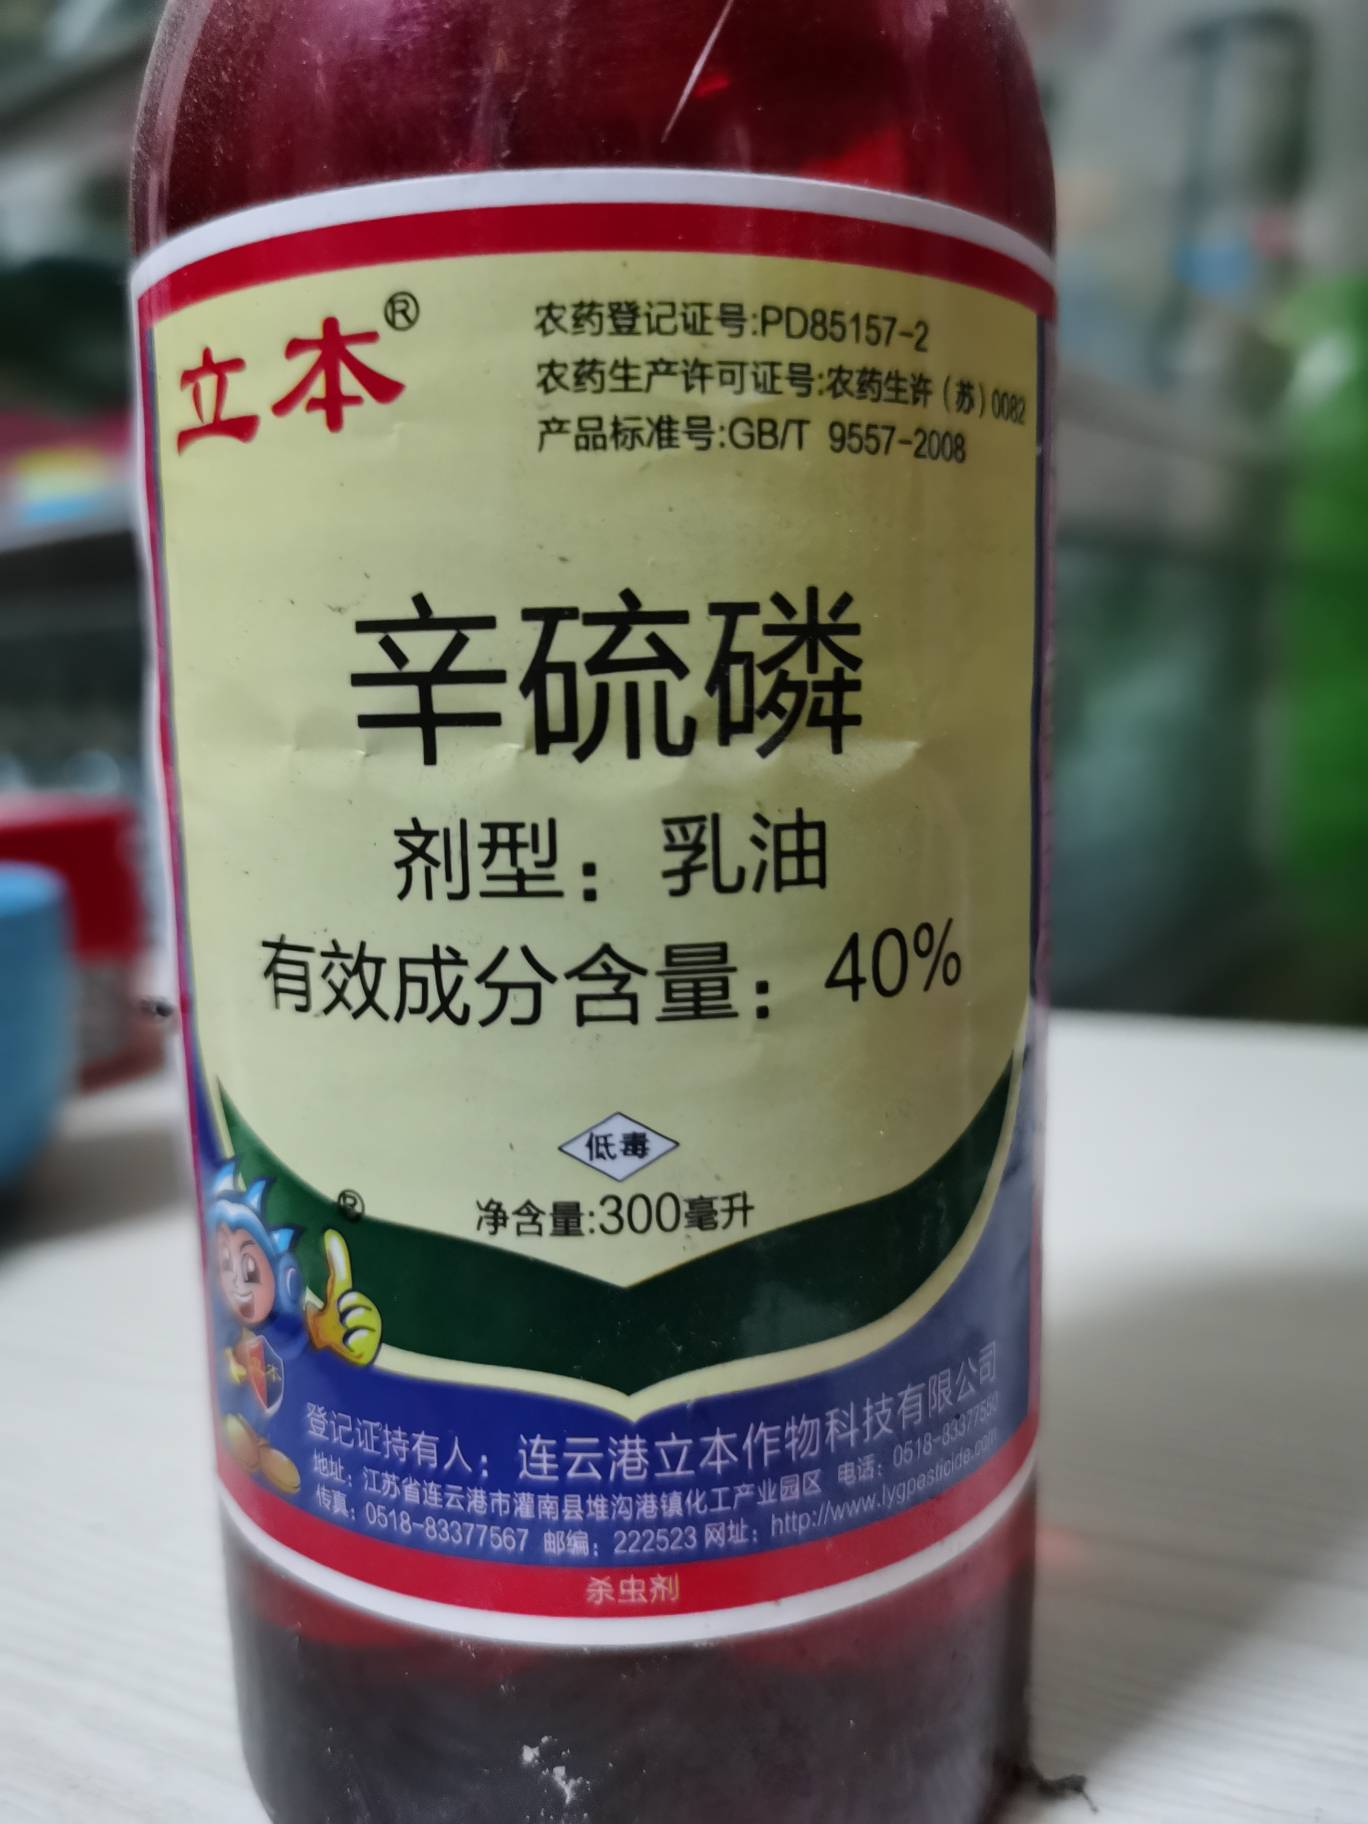 立本®
农药登记证号:PD85157-2
农药生产许可证号:农药生许(苏)0082
产品标准号:GB/T 9557-2008
辛硫磷
剂型：乳油
有效成分含量：40%
低毒
净含量:300毫升
®
立本
登记证持有人：连云港立本作物科技有限公司
地址：江苏省连云港市灌南县堆沟港镇化工产业园区 电话：0518-83377550
传真：0518-83377567 邮编：222523 网址：http://www.lygpesticide.com
杀虫剂